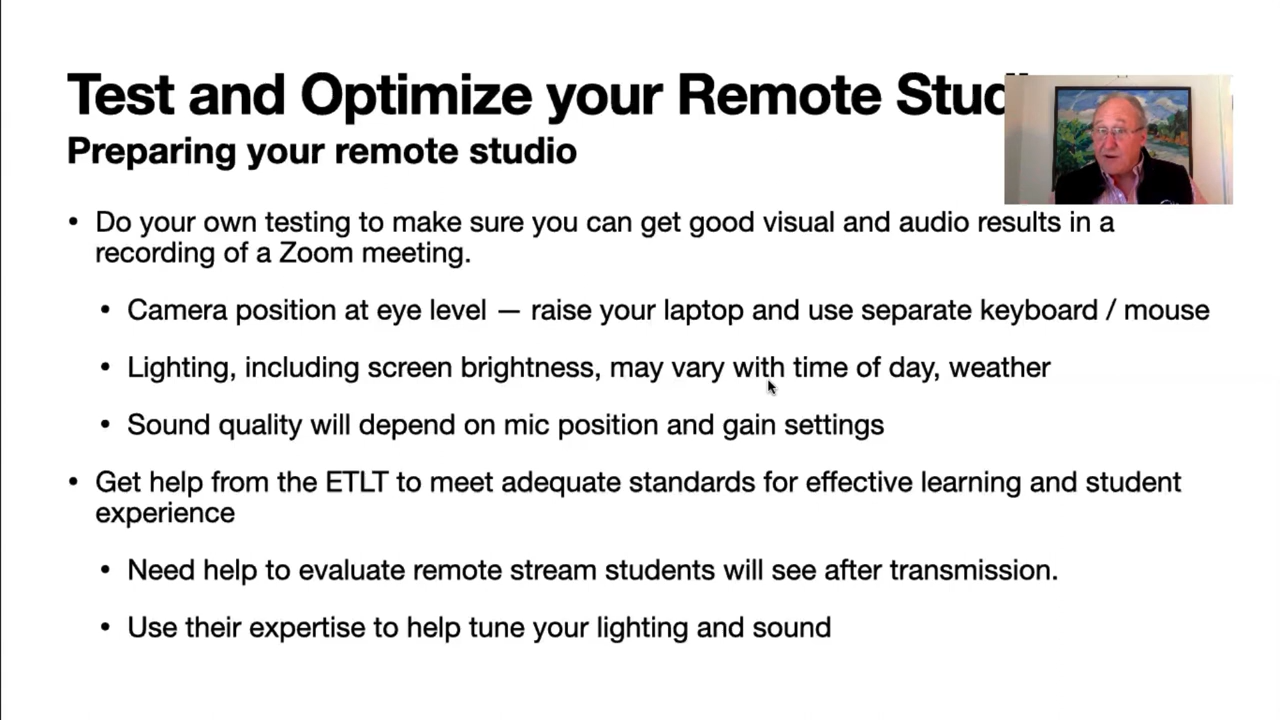 Test and Optimize your Remote
Preparing your remote studio
• Do your own testing to make sure you can get good visual and audio results in a
recording of a Zoom meeting.
• Camera position at eye level — raise your laptop and use separate keyboard / mouse
• Lighting, including screen brightness, may vary with time of day, weather
• Sound quality will depend on mic position and gain settings
• Get help from the ETLT to meet adequate standards for effective learning and student
experience
• Need help to evaluate remote stream students will see after transmission.
• Use their expertise to help tune your lighting and sound